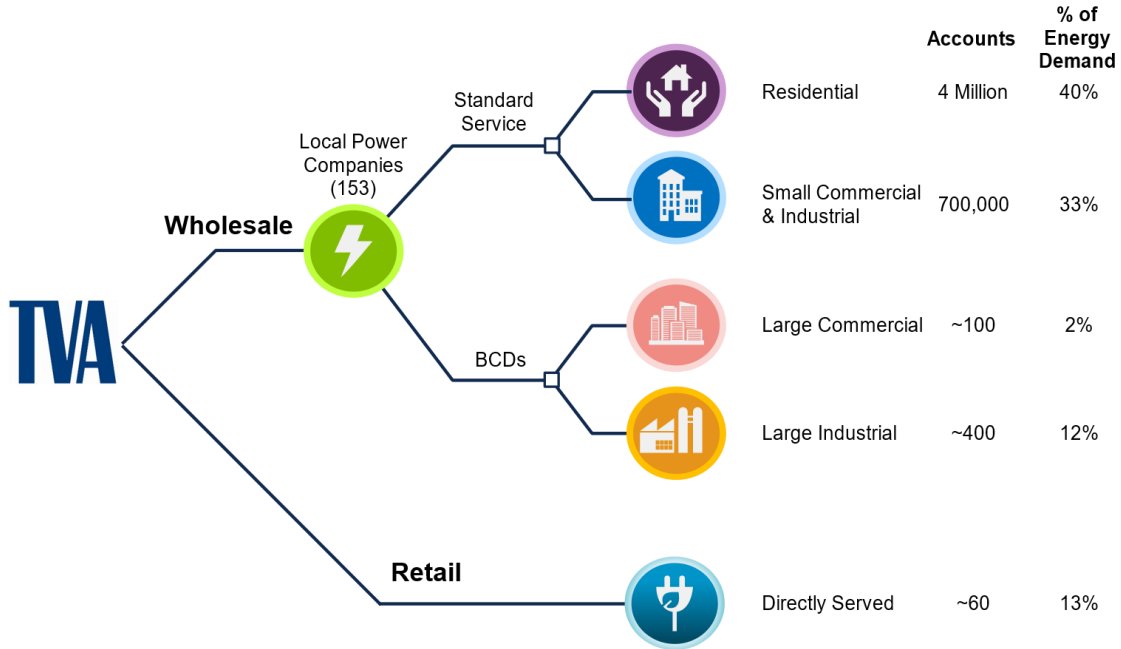 Accounts
% of
Energy
Demand
Standard
Service
Residential
4 Million
40%
Local Power
Companies
(153)
Small Commercial
& Industrial
700,000
33%
Wholesale
TVA
Large Commercial
~100
2%
BCDs
Large Industrial
~400
12%
Retail
Directly Served
~60
13%